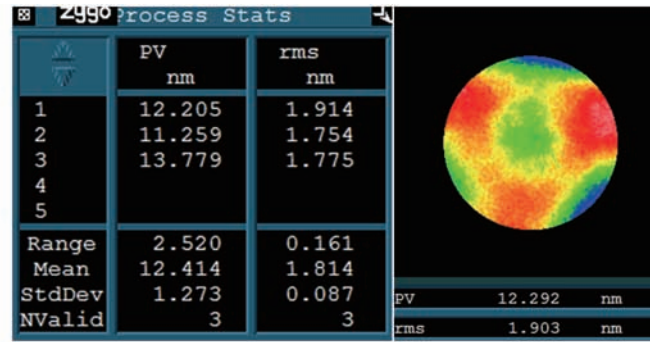 zygo Process Stats
PV rms
nm nm
1 12.205 1.914
2 11.259 1.754
3 13.779 1.775
4
5
Range 2.520 0.161
Mean 12.414 1.814
StdDev 1.273 0.087
NValid 3 3
PV 12.292 nm
rms 1.903 nm